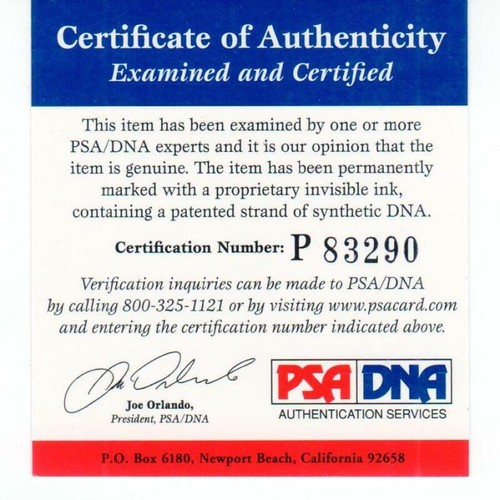 Certificate of Authenticity
Examined and Certified
This item has been examined by one or more
PSA/DNA experts and it is our opinion that the
item is genuine. The item has been permanently
marked with a proprietary invisible ink,
containing a patented strand of synthetic DNA.
Certification Number: P 83290
Verification inquiries can be made to PSA/DNA
by calling 800-325-1121 or by visiting www.psacard.com
and entering the certification number indicated above.
Joe Orlando,
President, PSA/DNA
PSA DNA
AUTHENTICATION SERVICES
P.O. Box 6180, Newport Beach, California 92658